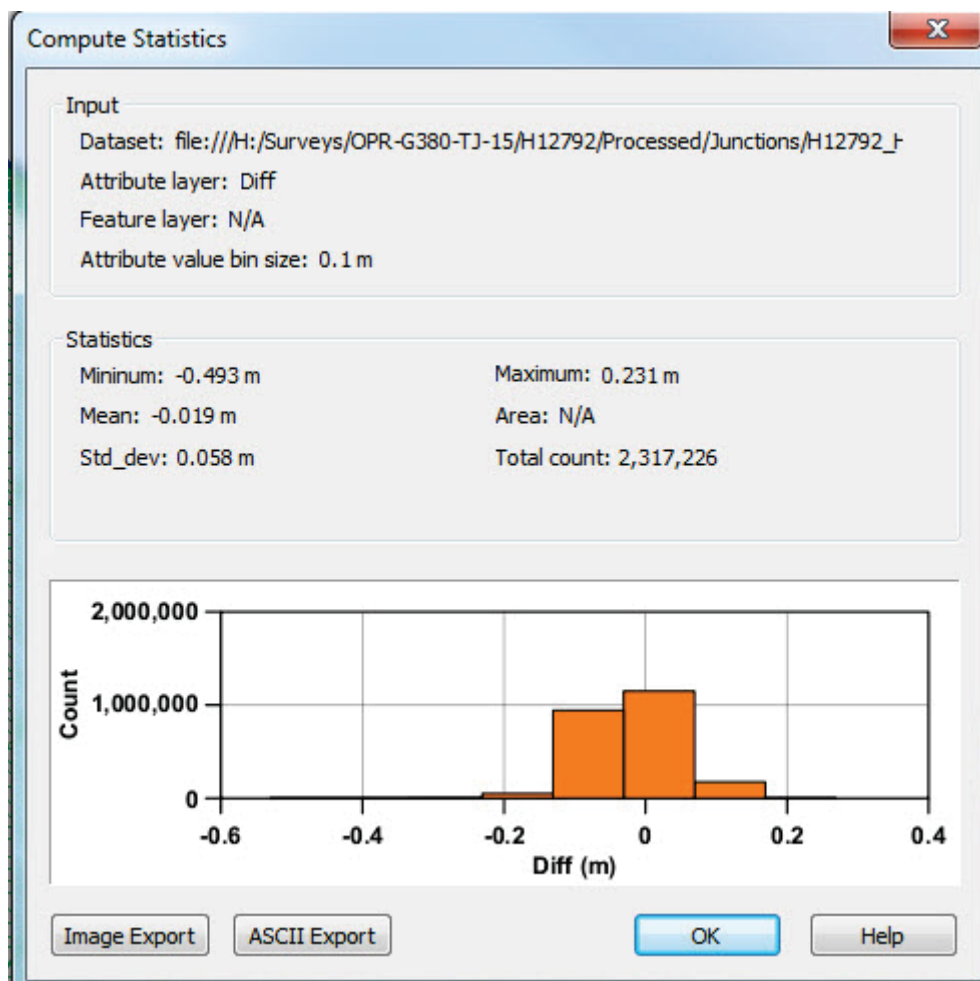 Compute Statistics
Input
Dataset: file:///H:/Surveys/OPR-G380-TJ-15/H12792/Processed/Junctions/H12792_H
Attribute layer: Diff
Feature layer: N/A
Attribute value bin size: 0.1 m
Statistics
Mininum: -0.493 m
Maximum: 0.231 m
Mean: -0.019 m
Area: N/A
Std_dev: 0.058 m
Total count: 2,317,226
2,000,000
1,000,000
0
Count
-0.6 -0.4 -0.2 0 0.2 0.4
Diff (m)
Image Export
ASCII Export
OK
Help